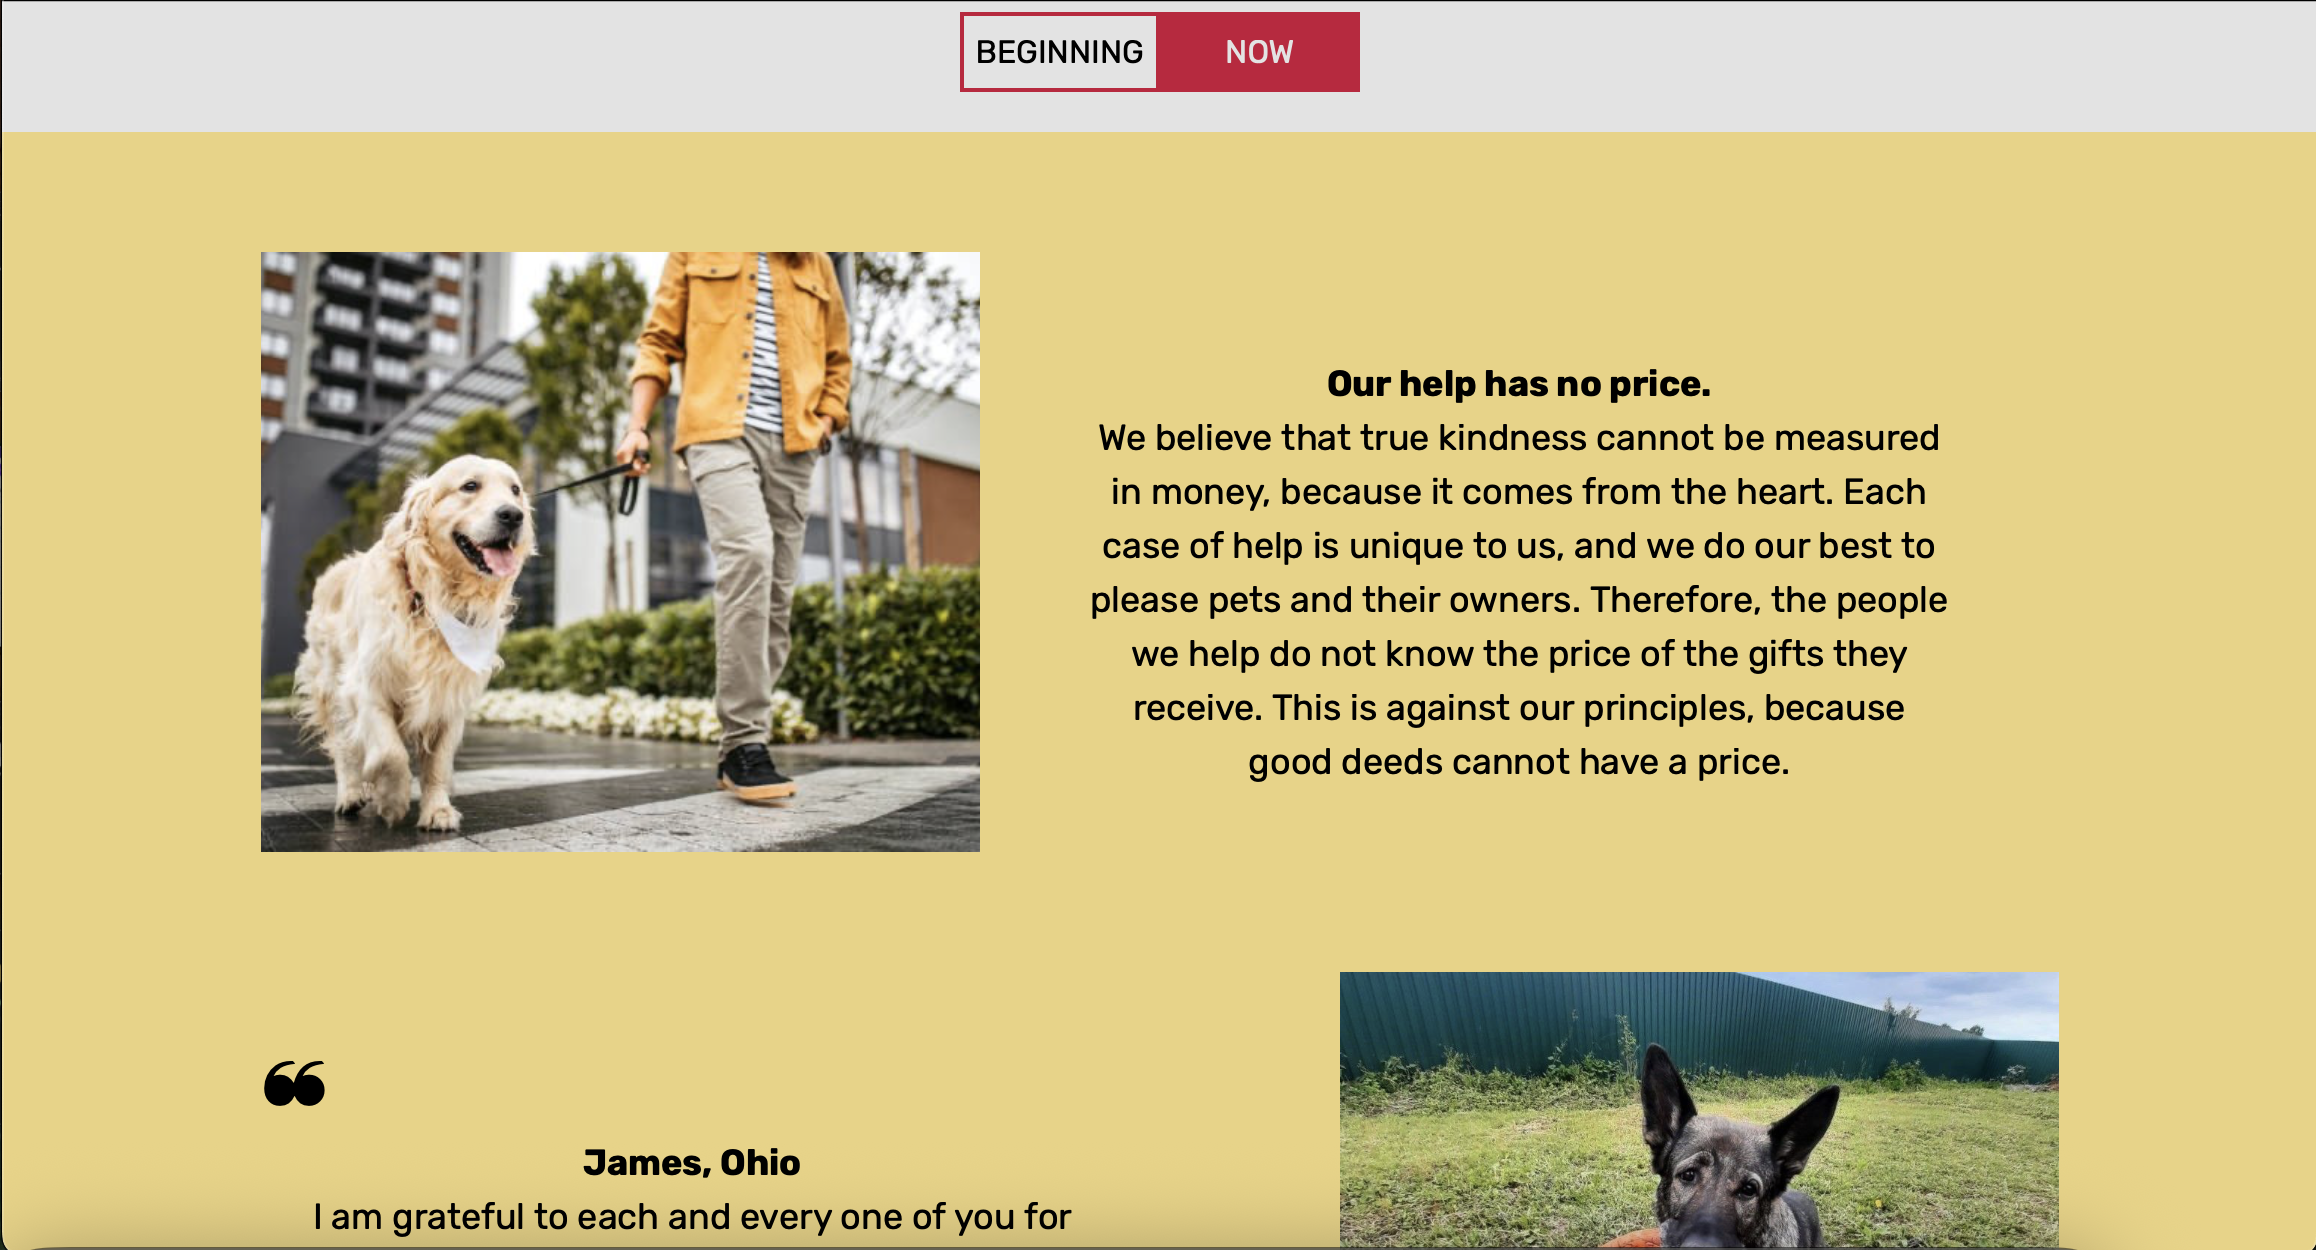 BEGINNING NOW
Our help has no price.
We believe that true kindness cannot be measured
in money, because it comes from the heart. Each
case of help is unique to us, and we do our best to
please pets and their owners. Therefore, the people
we help do not know the price of the gifts they
receive. This is against our principles, because
good deeds cannot have a price.
“
James, Ohio
I am grateful to each and every one of you for